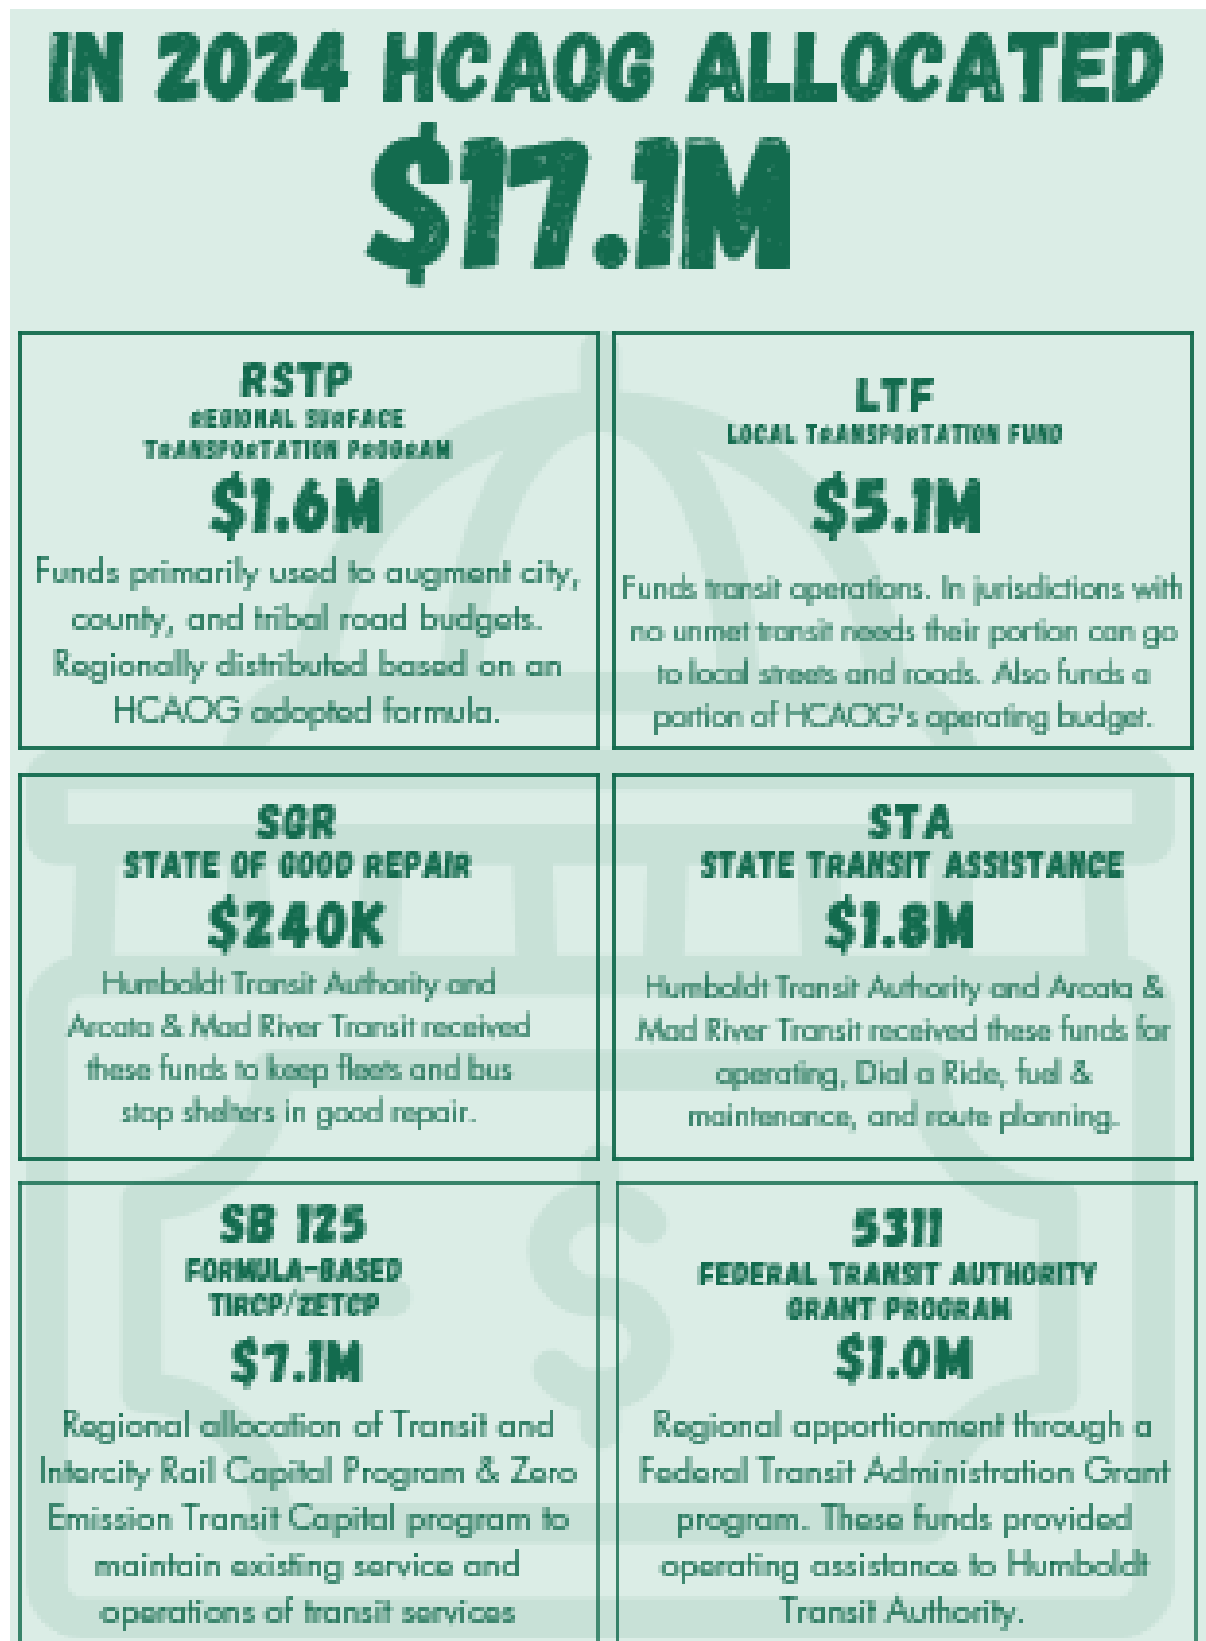 IN 2024 HCAOG ALLOCATED
$17.1M
RSTP
REGIONAL SURFACE
TRANSPORTATION PROGRAM
$1.6M
Funds primarily used to augment city,
county, and tribal road budgets.
Regionally distributed based on an
HCAOG adopted formula.
LTF
LOCAL TRANSPORTATION FUND
$5.1M
Funds transit operations. In jurisdictions with
no unmet transit needs their portion can go
to local streets and roads. Also funds a
portion of HCAOG's operating budget.
SGR
STATE OF GOOD REPAIR
$240K
Humboldt Transit Authority and
Arcata & Mad River Transit received
these funds to keep fleets and bus
stop shelters in good repair.
STA
STATE TRANSIT ASSISTANCE
$1.8M
Humboldt Transit Authority and Arcata &
Mad River Transit received these funds for
operating, Dial a Ride, fuel &
maintenance, and route planning.
SB 125
FORMULA-BASED
TIRCP/ZETCP
$7.1M
Regional allocation of Transit and
Intercity Rail Capital Program & Zero
Emission Transit Capital program to
maintain existing service and
operations of transit services
5311
FEDERAL TRANSIT AUTHORITY
GRANT PROGRAM
$1.0M
Regional apportionment through a
Federal Transit Administration Grant
program. These funds provided
operating assistance to Humboldt
Transit Authority.